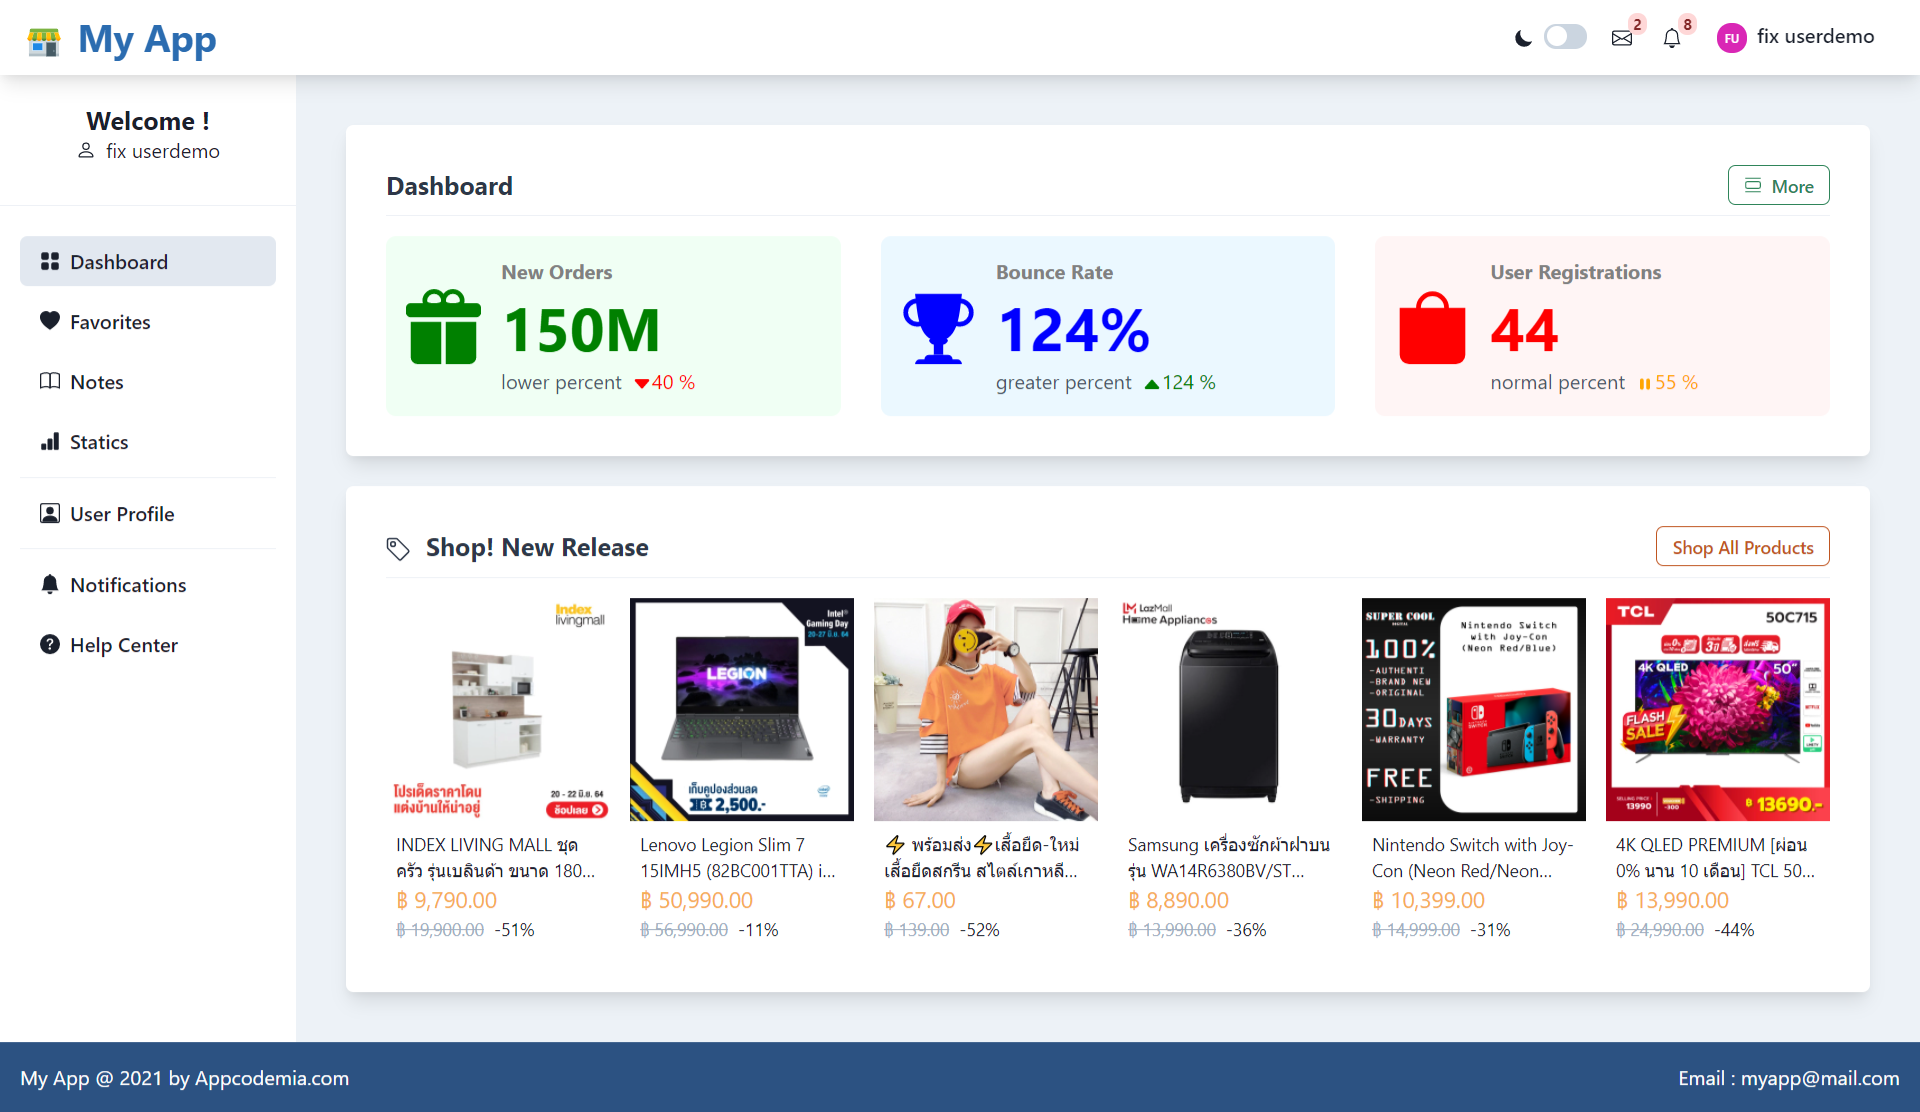 My App
2
8
FU
fix userdemo
Welcome !
fix userdemo
Dashboard
Favorites
Notes
Statics
User Profile
Notifications
Help Center
Dashboard
More
New Orders
150M
lower percent 40 %
Bounce Rate
124%
greater percent 124 %
User Registrations
44
normal percent 55 %
Shop! New Release
Shop All Products
Index
livingmall
โปรเด็ดราคาโดน
แต่งบ้านให้น่าอยู่
20 - 22 มิ.ย. 64
ช้อปเลย
INDEX LIVING MALL ชุด
ครัว รุ่นเบลินด้า ขนาด 180...
฿ 9,790.00
฿ 19,900.00 -51%
Intel®
Gaming Day
20-27 มิ.ย. 64
LEGION
เก็บคูปองส่วนลด
฿ 2,500.-
Lenovo Legion Slim 7
15IMH5 (82BC001TTA) i...
฿ 50,990.00
฿ 56,990.00 -11%
⚡ พร้อมส่ง⚡เสื้อยืด-ใหม่
เสื้อยืดสกรีน สไตล์เกาหลี...
฿ 67.00
฿ 139.00 -52%
LazMall
Home Appliances
Samsung เครื่องซักผ้าฝาบน
รุ่น WA14R6380BV/ST...
฿ 8,890.00
฿ 13,990.00 -36%
SUPER COOL
Nintendo Switch
with Joy-Con
(Neon Red/Blue)
100%
-AUTHENTI
-BRAND NEW
-ORIGINAL
30DAYS
-WARRANTY
FREE
-SHIPPING
Nintendo Switch with Joy-
Con (Neon Red/Neon...
฿ 10,399.00
฿ 14,999.00 -31%
TCL
50C715
4K QLED
50"
FLASH
SALE
SELLING PRICE
13990
-300
฿ 13690.-
4K QLED PREMIUM [ผ่อน
0% นาน 10 เดือน] TCL 50...
฿ 13,990.00
฿ 24,990.00 -44%
My App @ 2021 by Appcodemia.com
Email : myapp@mail.com